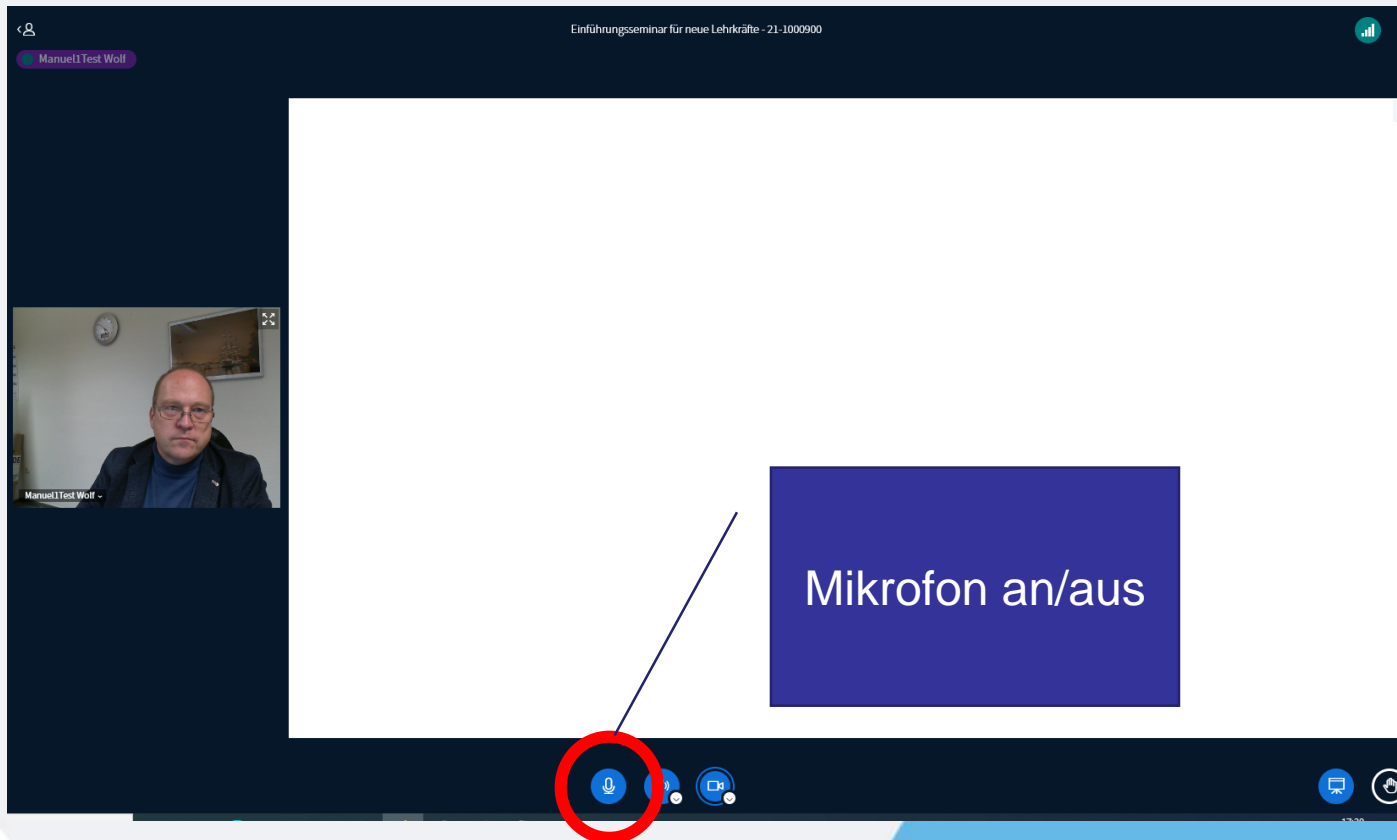 Einführungsseminar für neue Lehrkräfte - 21-1000900
Manuel1Test Wolf
Manuel1Test Wolf
Mikrofon an/aus